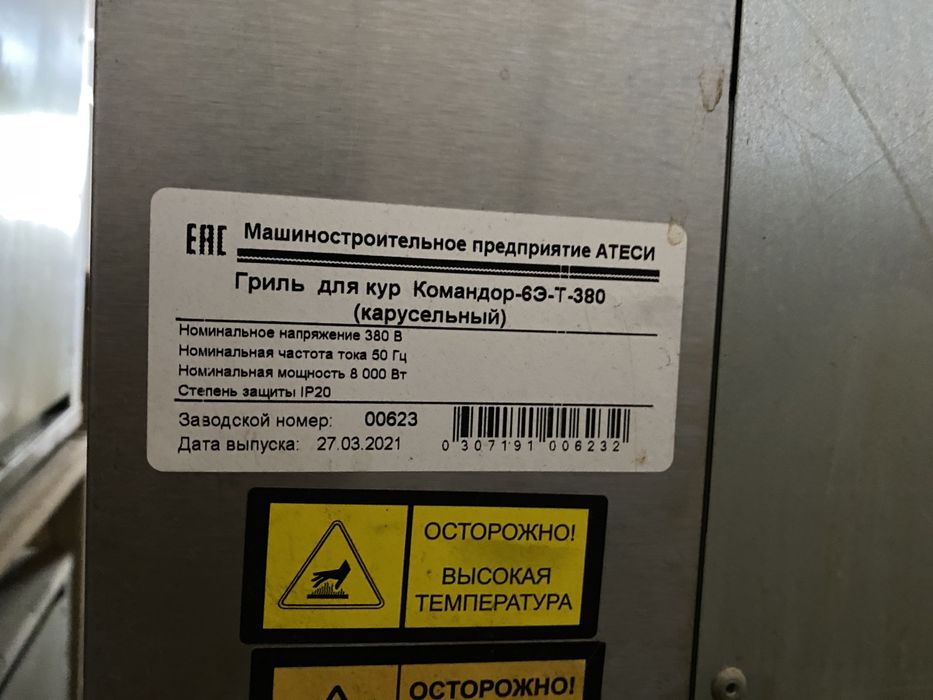 EAC Машиностроительное предприятие АТЕСИ
Гриль для кур Командор-6Э-Т-380
(карусельный)
Номинальное напряжение 380 В
Номинальная частота тока 50 Гц
Номинальная мощность 8 000 Вт
Степень защиты IP20
Заводской номер: 00623
Дата выпуска: 27.03.2021
0 307191 006232
ОСТОРОЖНО!
ВЫСОКАЯ
ТЕМПЕРАТУРА
ОСТОРОЖНО!